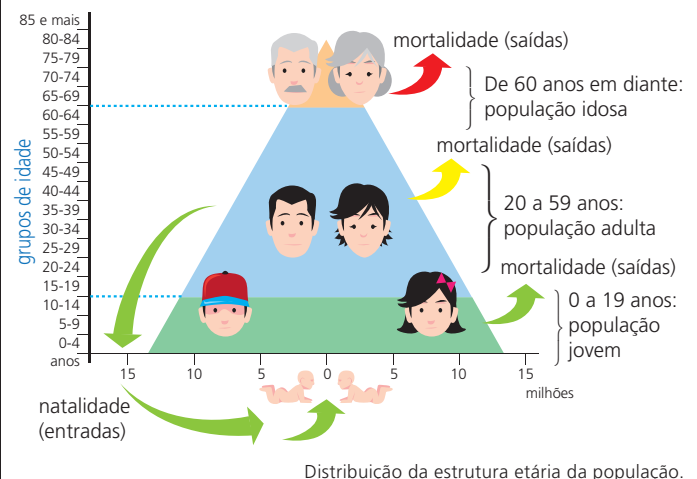 85 e mais
80-84
75-79
70-74
65-69
60-64
55-59
50-54
45-49
40-44
35-39
30-34
25-29
20-24
15-19
10-14
5-9
0-4
anos
grupos de idade
mortalidade (saídas)
De 60 anos em diante:
população idosa
mortalidade (saídas)
20 a 59 anos:
população adulta
mortalidade (saídas)
0 a 19 anos:
população
jovem
15 10 5 0 5 10 15
milhões
natalidade
(entradas)
Distribuição da estrutura etária da população.